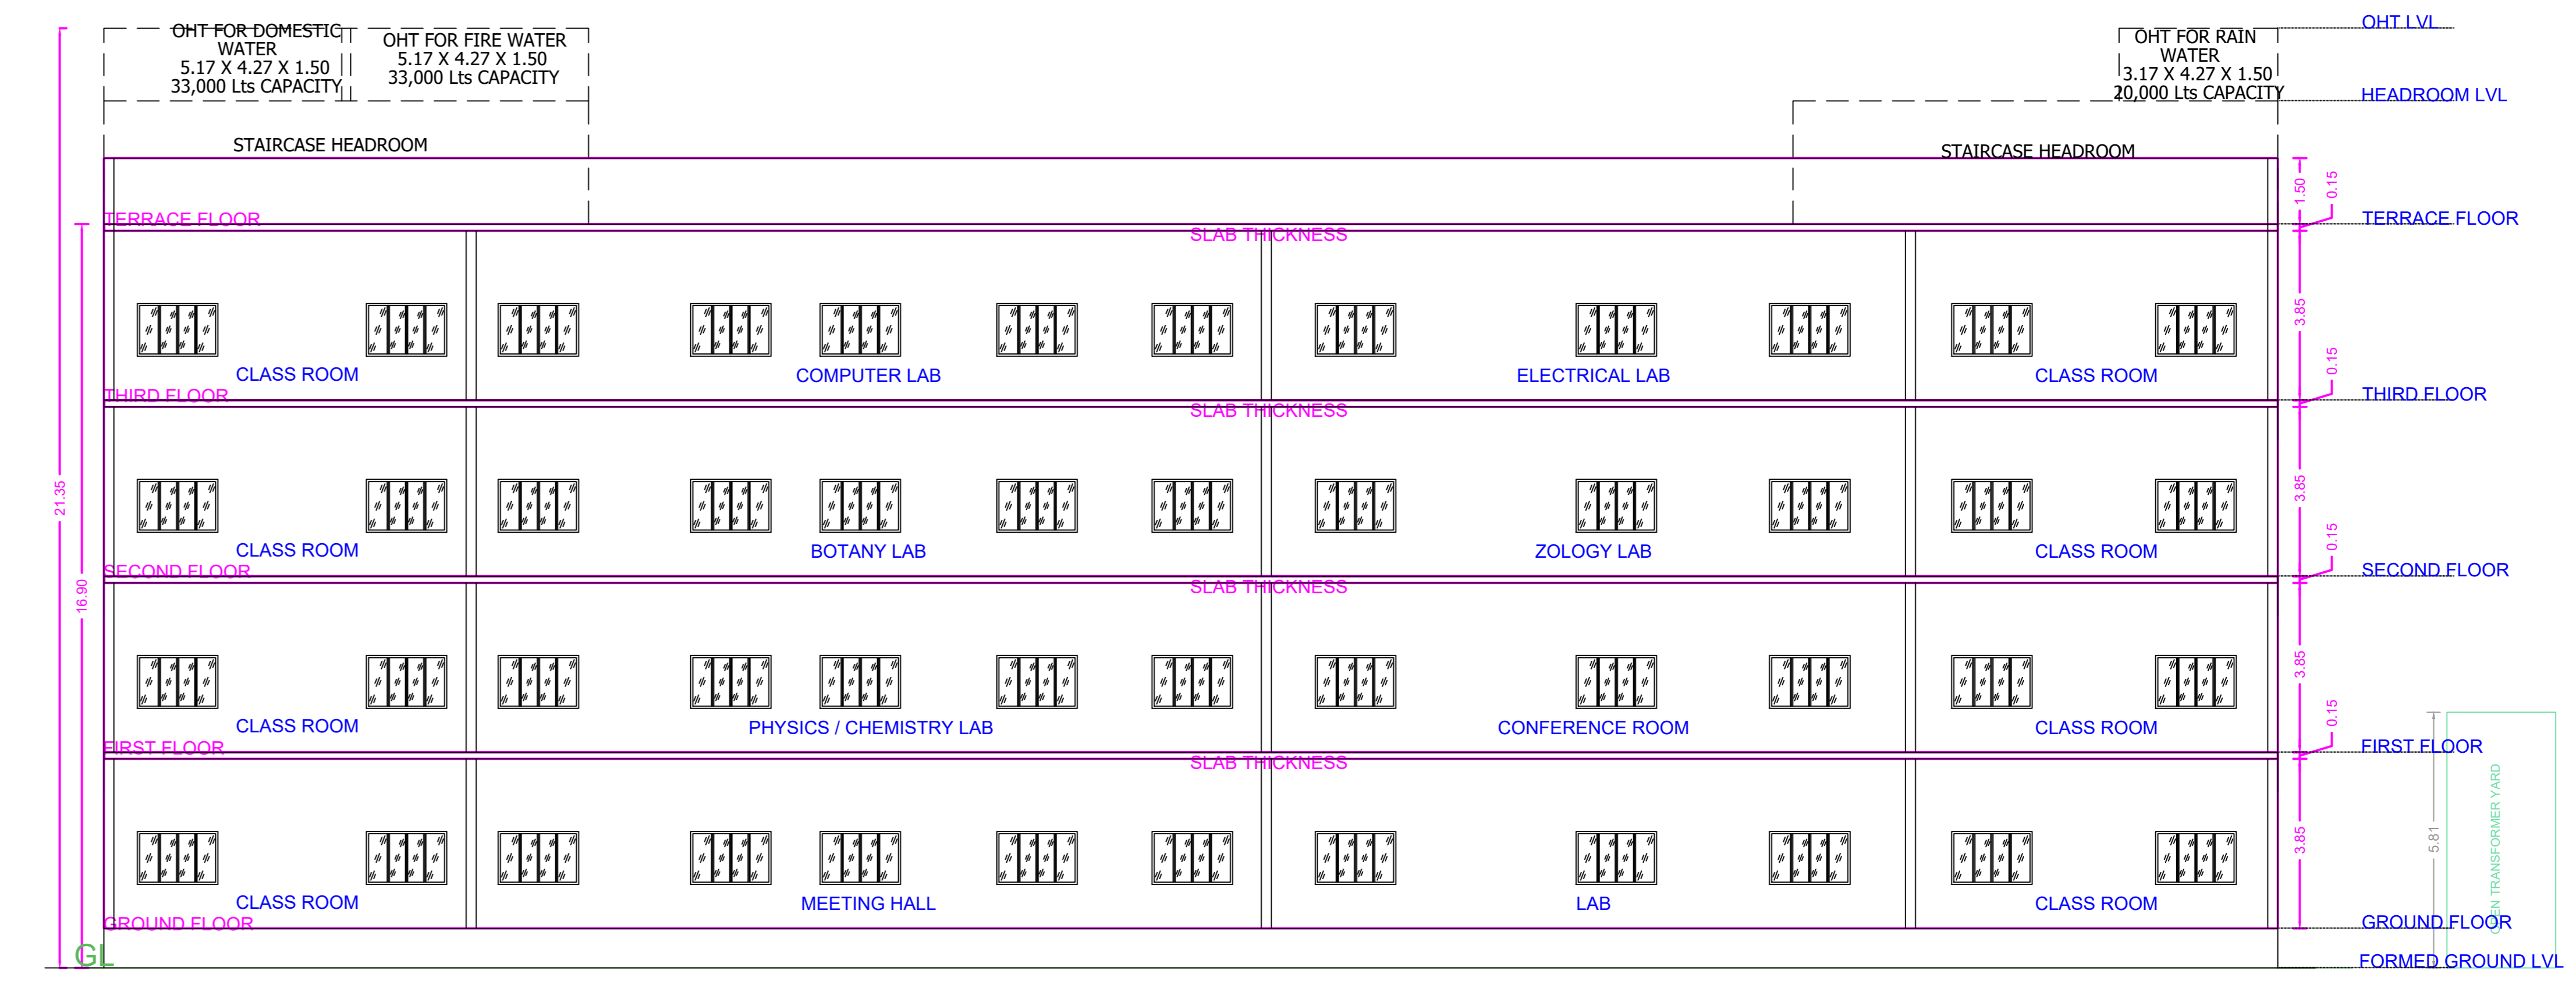 OHT FOR DOMESTIC
WATER
5.17 X 4.27 X 1.50
33,000 Lts CAPACITY
OHT FOR FIRE WATER
5.17 X 4.27 X 1.50
33,000 Lts CAPACITY
OHT FOR RAIN
WATER
3.17 X 4.27 X 1.50
20,000 Lts CAPACITY
OHT LVL
HEADROOM LVL
STAIRCASE HEADROOM
STAIRCASE HEADROOM
1.50
0.15
TERRACE FLOOR
SLAB THICKNESS
TERRACE FLOOR
3.85
CLASS ROOM
COMPUTER LAB
ELECTRICAL LAB
CLASS ROOM
0.15
THIRD FLOOR
SLAB THICKNESS
THIRD FLOOR
21.35
3.85
CLASS ROOM
BOTANY LAB
ZOLOGY LAB
CLASS ROOM
0.15
SECOND FLOOR
SLAB THICKNESS
SECOND FLOOR
16.90
3.85
CLASS ROOM
PHYSICS / CHEMISTRY LAB
CONFERENCE ROOM
CLASS ROOM
0.15
FIRST FLOOR
SLAB THICKNESS
FIRST FLOOR
3.85
5.81
OPEN TRANSFORMER YARD
CLASS ROOM
MEETING HALL
LAB
CLASS ROOM
GROUND FLOOR
GROUND FLOOR
GL
FORMED GROUND LVL